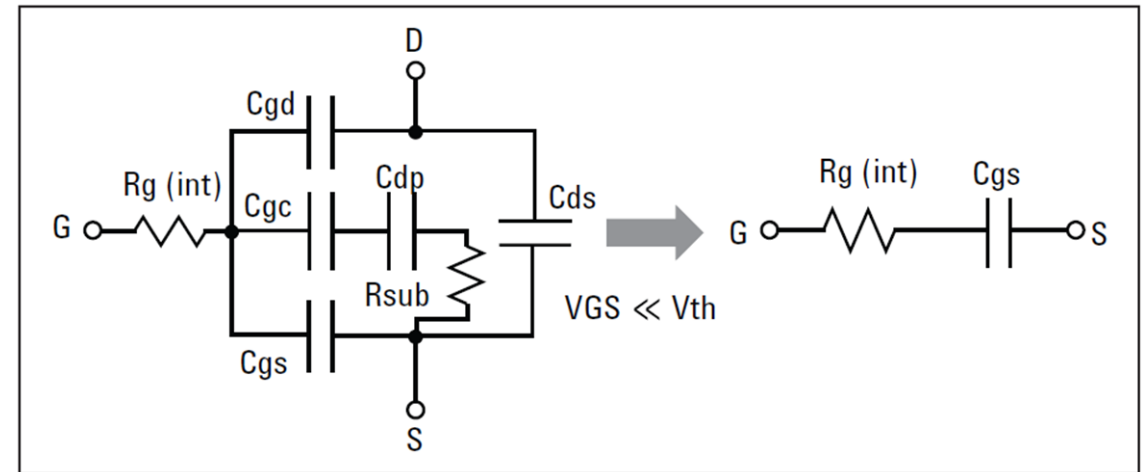 D
Cgd
Rg (int)
Cdp
Cgc
Cds
G
Rsub
Cgs
S
VGS ≪ Vth
Rg (int)
Cgs
G
S